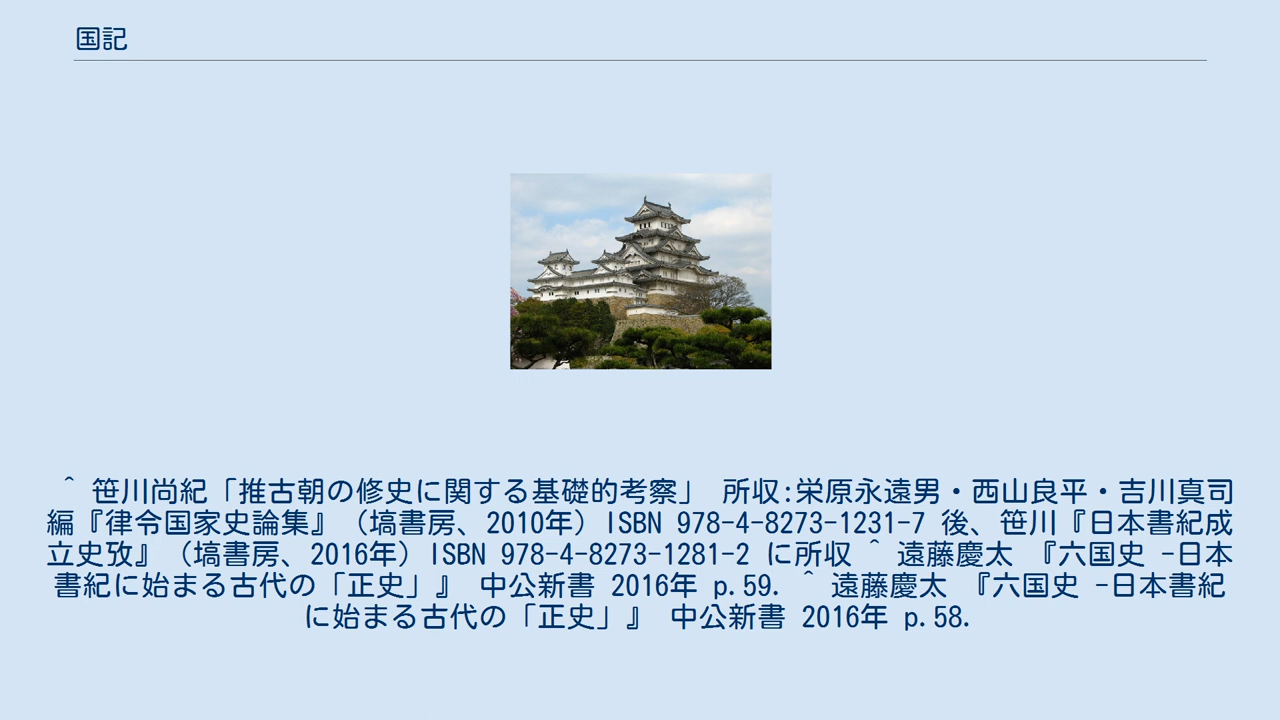 国記
^ 笹川尚紀「推古朝の修史に関する基礎的考察」 所収:栄原永遠男・西山良平・吉川真司
編『律令国家史論集』（塙書房、2010年）ISBN 978-4-8273-1231-7 後、笹川『日本書紀成
立史攷』（塙書房、2016年）ISBN 978-4-8273-1281-2 に所収 ^ 遠藤慶太 『六国史 -日本
書紀に始まる古代の「正史」』 中公新書 2016年 p.59. ^ 遠藤慶太 『六国史 -日本書紀
に始まる古代の「正史」』 中公新書 2016年 p.58.